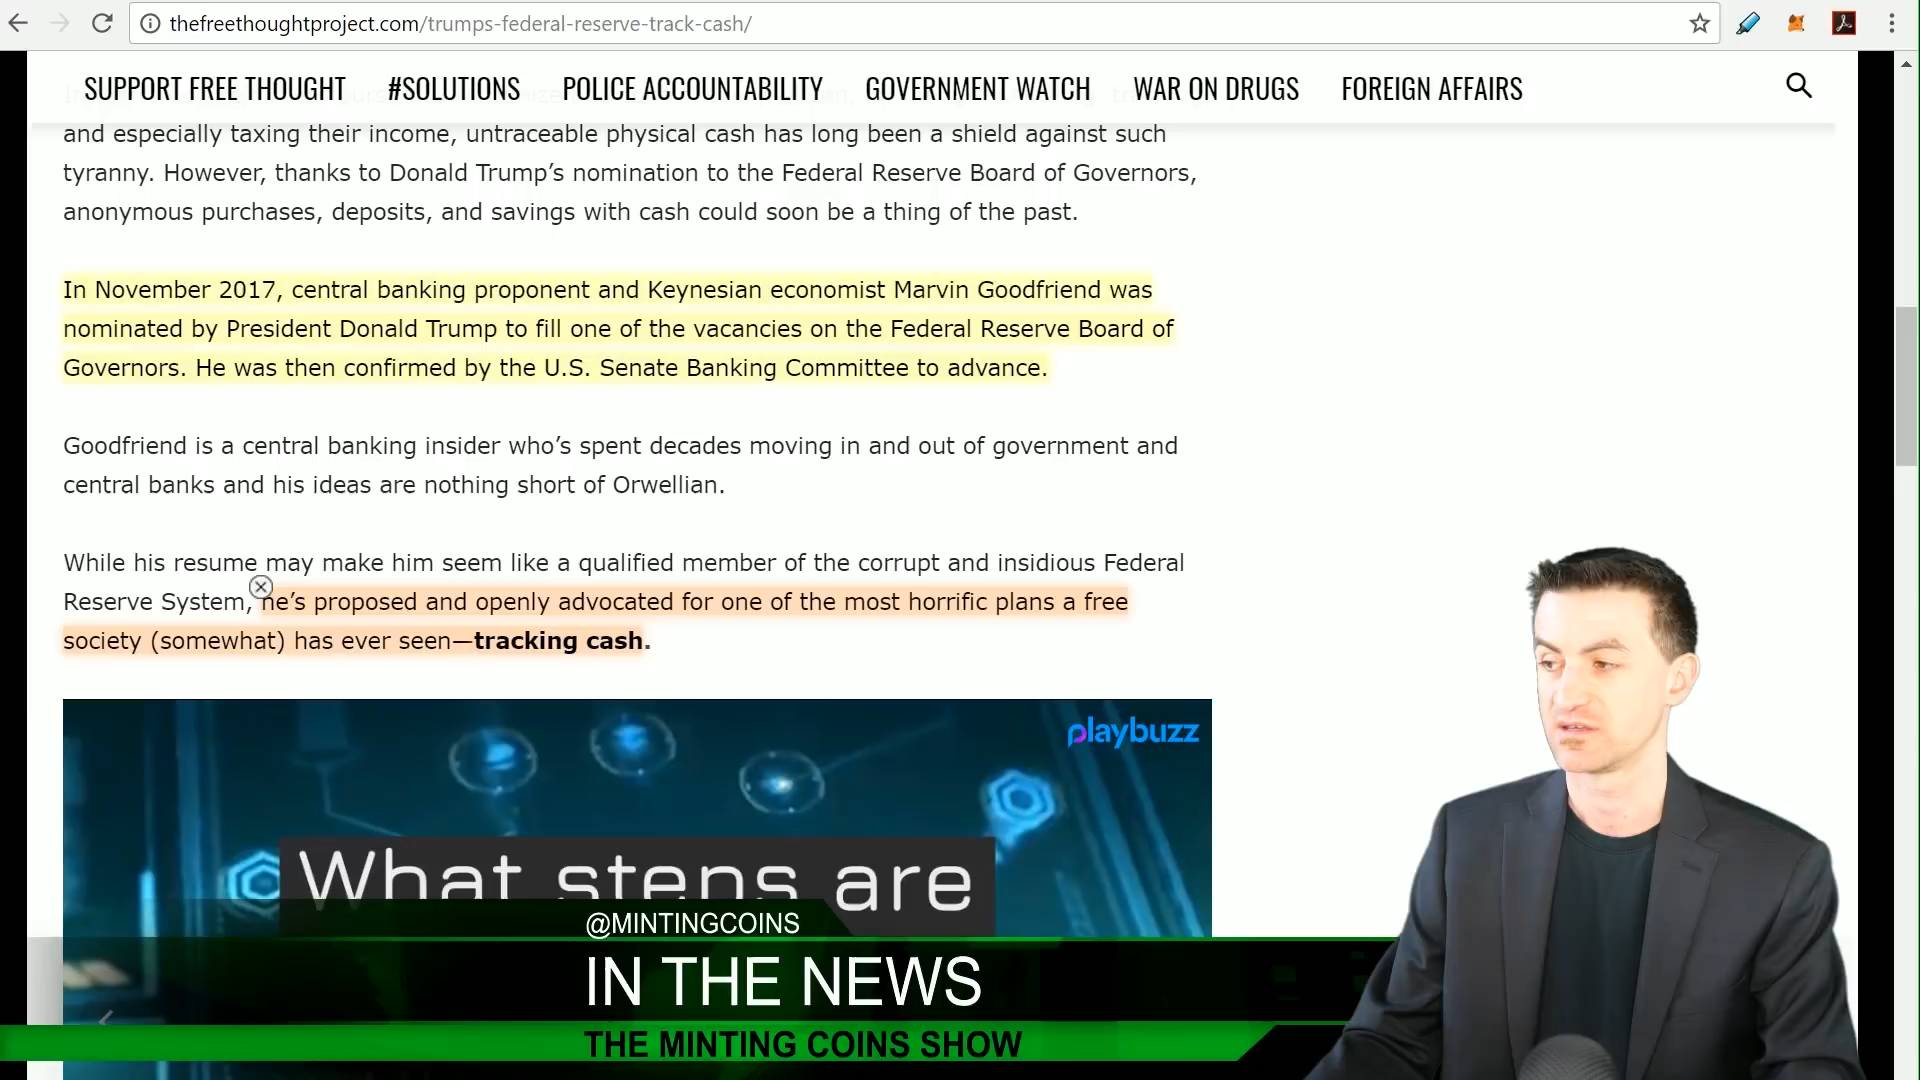 thefreethoughtproject.com/trumps-federal-reserve-track-cash/
SUPPORT FREE THOUGHT #SOLUTIONS POLICE ACCOUNTABILITY GOVERNMENT WATCH WAR ON DRUGS FOREIGN AFFAIRS
and especially taxing their income, untraceable physical cash has long been a shield against such
tyranny. However, thanks to Donald Trump’s nomination to the Federal Reserve Board of Governors,
anonymous purchases, deposits, and savings with cash could soon be a thing of the past.
In November 2017, central banking proponent and Keynesian economist Marvin Goodfriend was
nominated by President Donald Trump to fill one of the vacancies on the Federal Reserve Board of
Governors. He was then confirmed by the U.S. Senate Banking Committee to advance.
Goodfriend is a central banking insider who’s spent decades moving in and out of government and
central banks and his ideas are nothing short of Orwellian.
While his resume may make him seem like a qualified member of the corrupt and insidious Federal
Reserve System, he’s proposed and openly advocated for one of the most horrific plans a free
society (somewhat) has ever seen—tracking cash.
playbuzz
What steps are
@MINTINGCOINS
IN THE NEWS
THE MINTING COINS SHOW